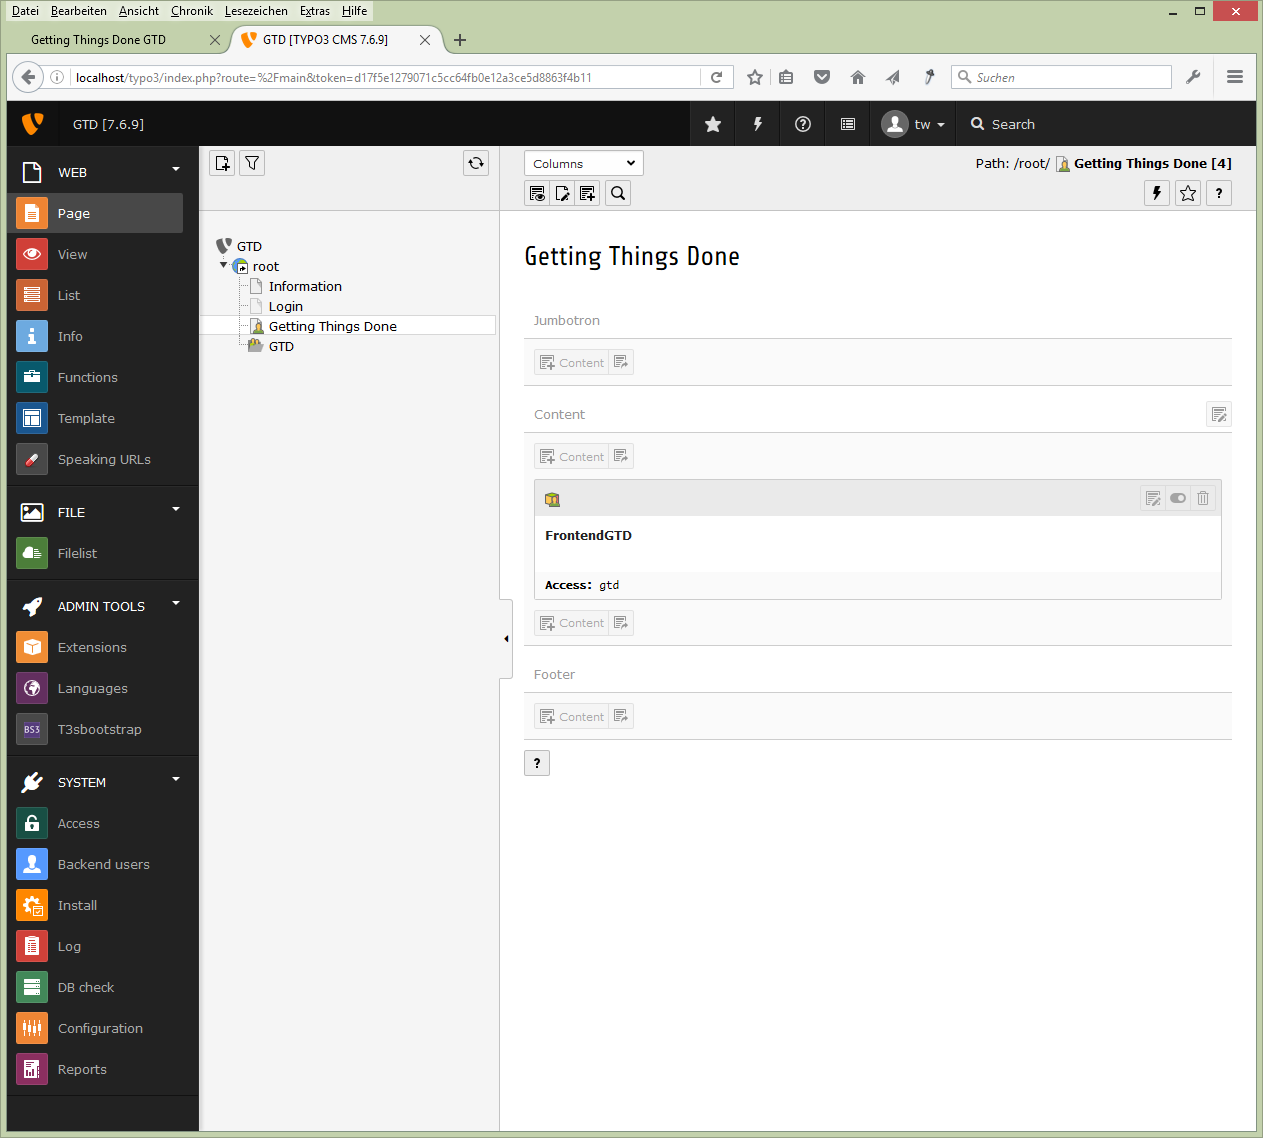 Datei Bearbeiten Ansicht Chronik Lesezeichen Extras Hilfe
Getting Things Done GTD
GTD [TYPO3 CMS 7.6.9]
localhost/typo3/index.php?route=%2Fmain&token=d17f5e1279071c5cc64fb0e12a3ce5d8863f4b11
Suchen
GTD [7.6.9]
tw
Search
WEB
Page
View
List
Info
Functions
Template
Speaking URLs
FILE
Filelist
ADMIN TOOLS
Extensions
Languages
BS3
T3sbootstrap
SYSTEM
Access
Backend users
Install
Log
DB check
Configuration
Reports
GTD
root
Information
Login
Getting Things Done
GTD
Columns
Path: /root/ Getting Things Done [4]
?
Getting Things Done
Jumbotron
Content
Content
Content
FrontendGTD
Access: gtd
Content
Footer
Content
?